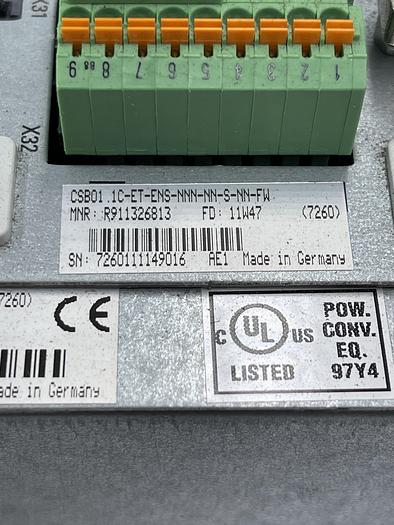 X31
9 8 7 6 5 4 3 2 1
X32
CSB01.1C-ET-ENS-NNN-NN-S-NN-FW
MNR: R911326813 FD: 11W47 (7260)
SN: 7260111149016 AE1 Made in Germany
7260)
CE
ade in Germany
C UL US
LISTED
POW.
CONV.
EQ.
97Y4